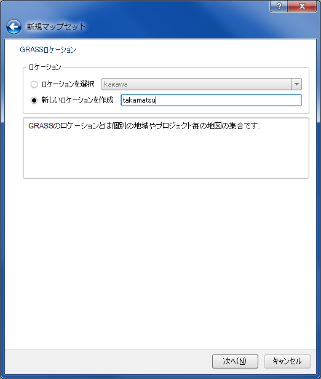 新規マップセット
GRASSロケーション
ロケーション
ロケーションを選択
kagawa
新しいロケーションを作成
takamatsu
GRASSのロケーションとは個別の地域やプロジェクト毎の地図の集合です.
次へ(N)
キャンセル